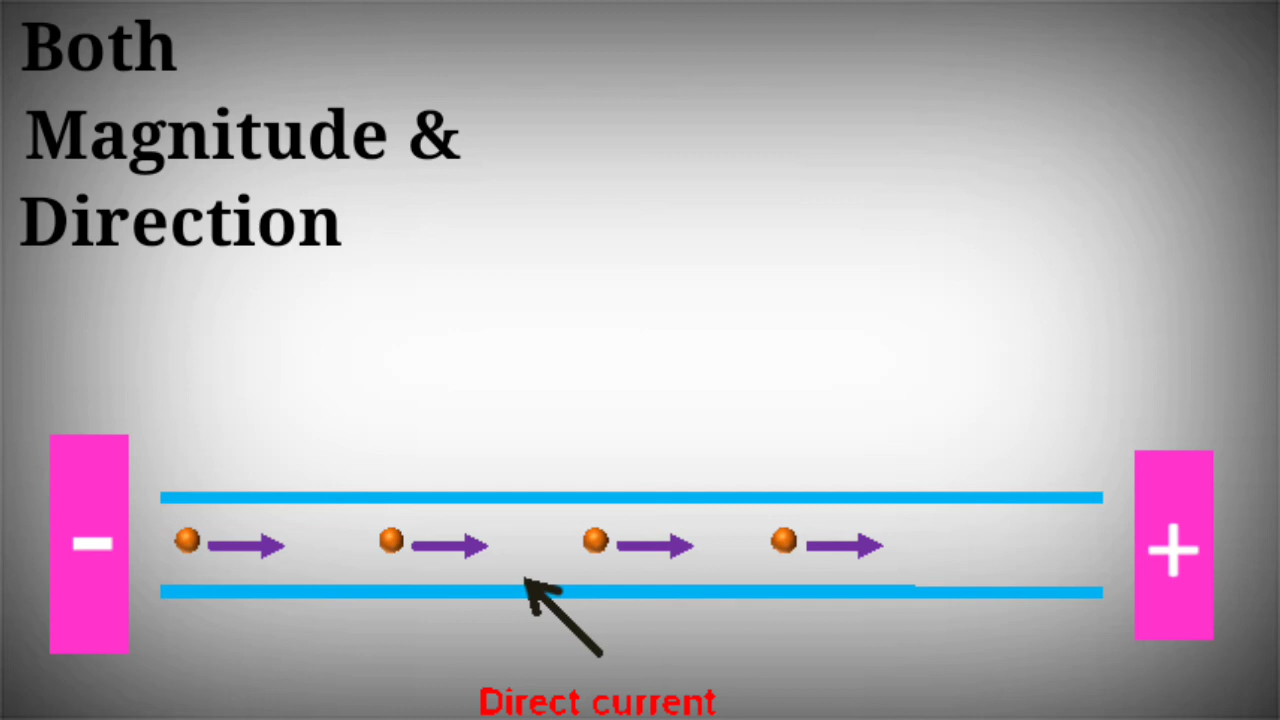 Both
Magnitude &
Direction
- +
Direct current